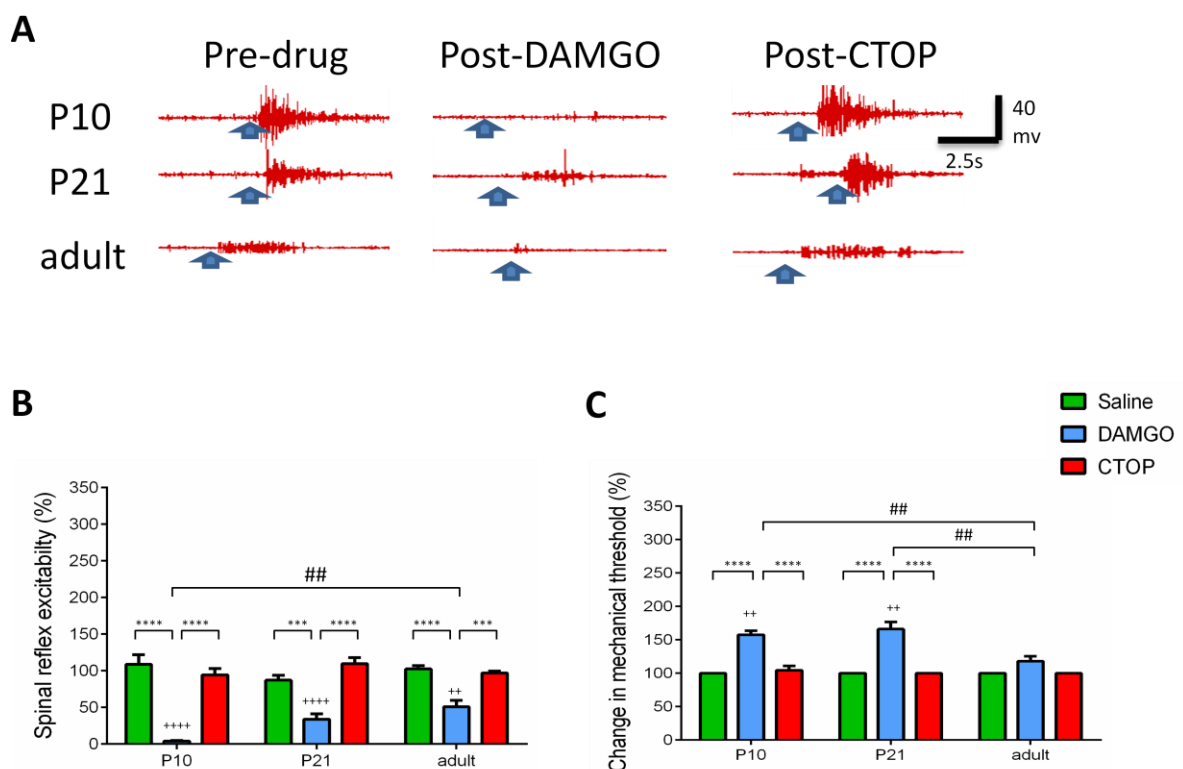 A
Pre-drug Post-DAMGO Post-CTOP
P10
40
mv
2.5s
P21
adult
B
Spinal reflex excitabilty (%)
350
300
250
200
150
100
50
0
##
**** ****
*** ****
**** ***
++++
++++
++
P10 P21 adult
C
Saline
DAMGO
CTOP
Change in mechanical threshold (%)
350
300
250
200
150
100
50
0
##
##
**** ****
**** ****
++
++
P10 P21 adult